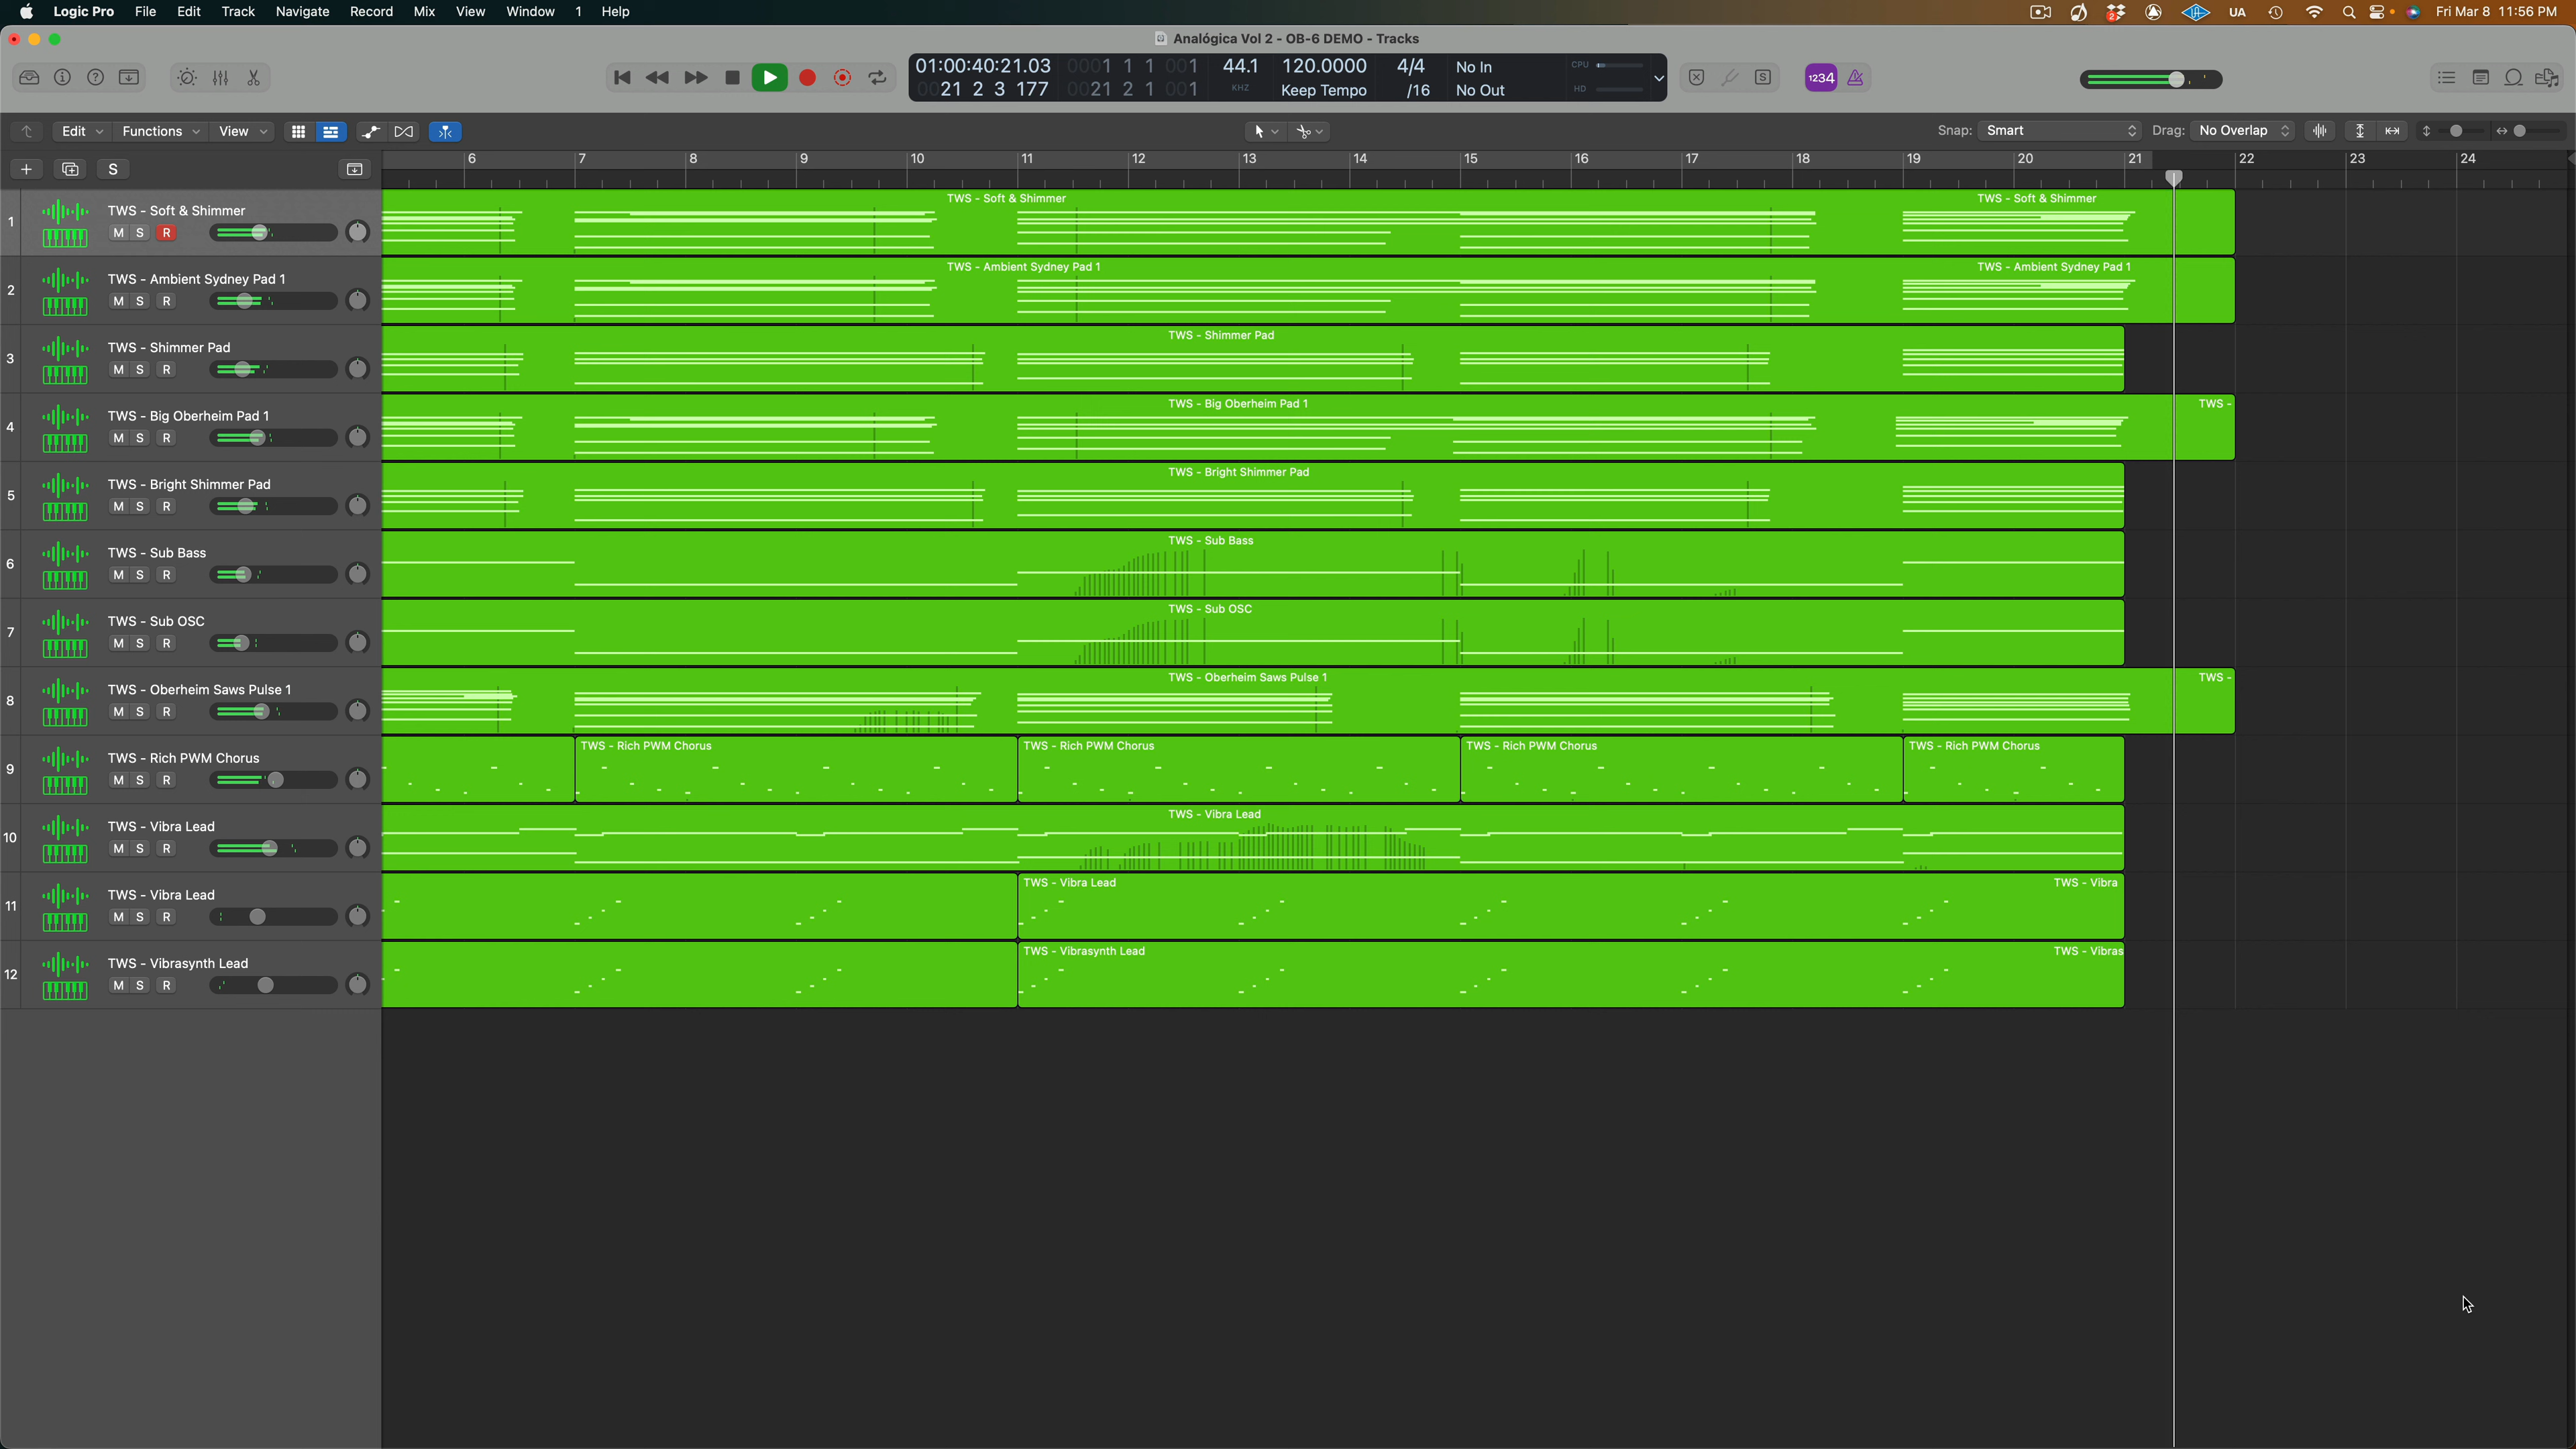 Logic Pro File Edit Track Navigate Record Mix View Window 1 Help
2 UA Fri Mar 8 11:56 PM
Analógica Vol 2 - OB-6 DEMO - Tracks
01:00:40:21.03 0001 1 1 001 44.1 120.0000 4/4 No In CPU
0021 2 3 177 0021 2 1 001 KHZ Keep Tempo /16 No Out HD
S 1234
Edit Functions View Snap: Smart Drag: No Overlap
S
6 7 8 9 10 11 12 13 14 15 16 17 18 19 20 21 22 23 24
1 TWS - Soft & Shimmer
M S R
TWS - Soft & Shimmer TWS - Soft & Shimmer
2 TWS - Ambient Sydney Pad 1
M S R
TWS - Ambient Sydney Pad 1 TWS - Ambient Sydney Pad 1
3 TWS - Shimmer Pad
M S R
TWS - Shimmer Pad
4 TWS - Big Oberheim Pad 1
M S R
TWS - Big Oberheim Pad 1 TWS -
5 TWS - Bright Shimmer Pad
M S R
TWS - Bright Shimmer Pad
6 TWS - Sub Bass
M S R
TWS - Sub Bass
7 TWS - Sub OSC
M S R
TWS - Sub OSC
8 TWS - Oberheim Saws Pulse 1
M S R
TWS - Oberheim Saws Pulse 1 TWS -
9 TWS - Rich PWM Chorus
M S R
TWS - Rich PWM Chorus TWS - Rich PWM Chorus TWS - Rich PWM Chorus TWS - Rich PWM Chorus
10 TWS - Vibra Lead
M S R
TWS - Vibra Lead
11 TWS - Vibra Lead
M S R
TWS - Vibra Lead TWS - Vibra
12 TWS - Vibrasynth Lead
M S R
TWS - Vibrasynth Lead TWS - Vibras